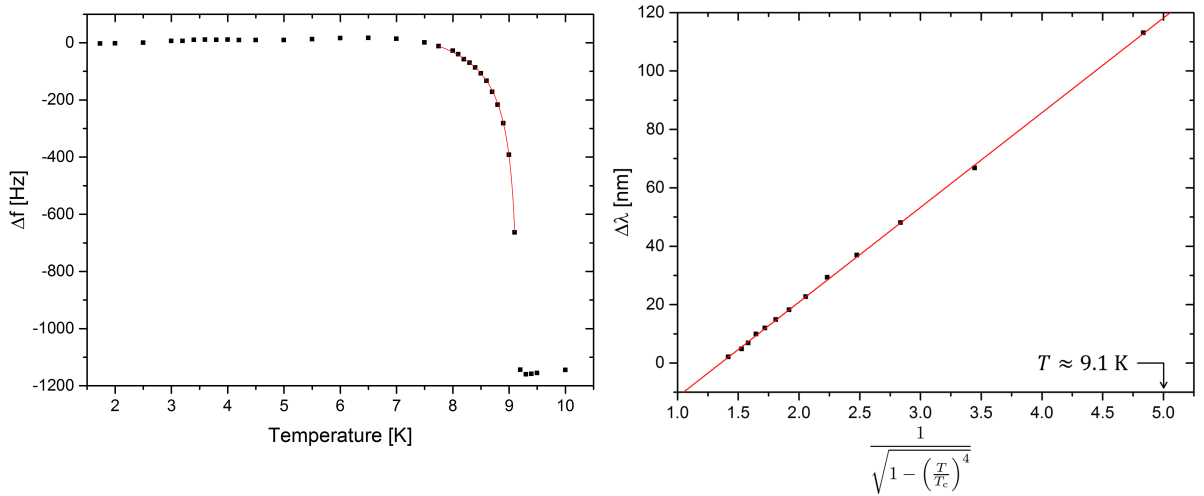 0
-200
-400
-600
-800
-1000
-1200
Δf [Hz]
2 3 4 5 6 7 8 9 10
Temperature [K]
120
100
80
60
40
20
0
Δλ [nm]
T ≈ 9.1 K
1.0 1.5 2.0 2.5 3.0 3.5 4.0 4.5 5.0
1
√1 − (T/Tc)^4